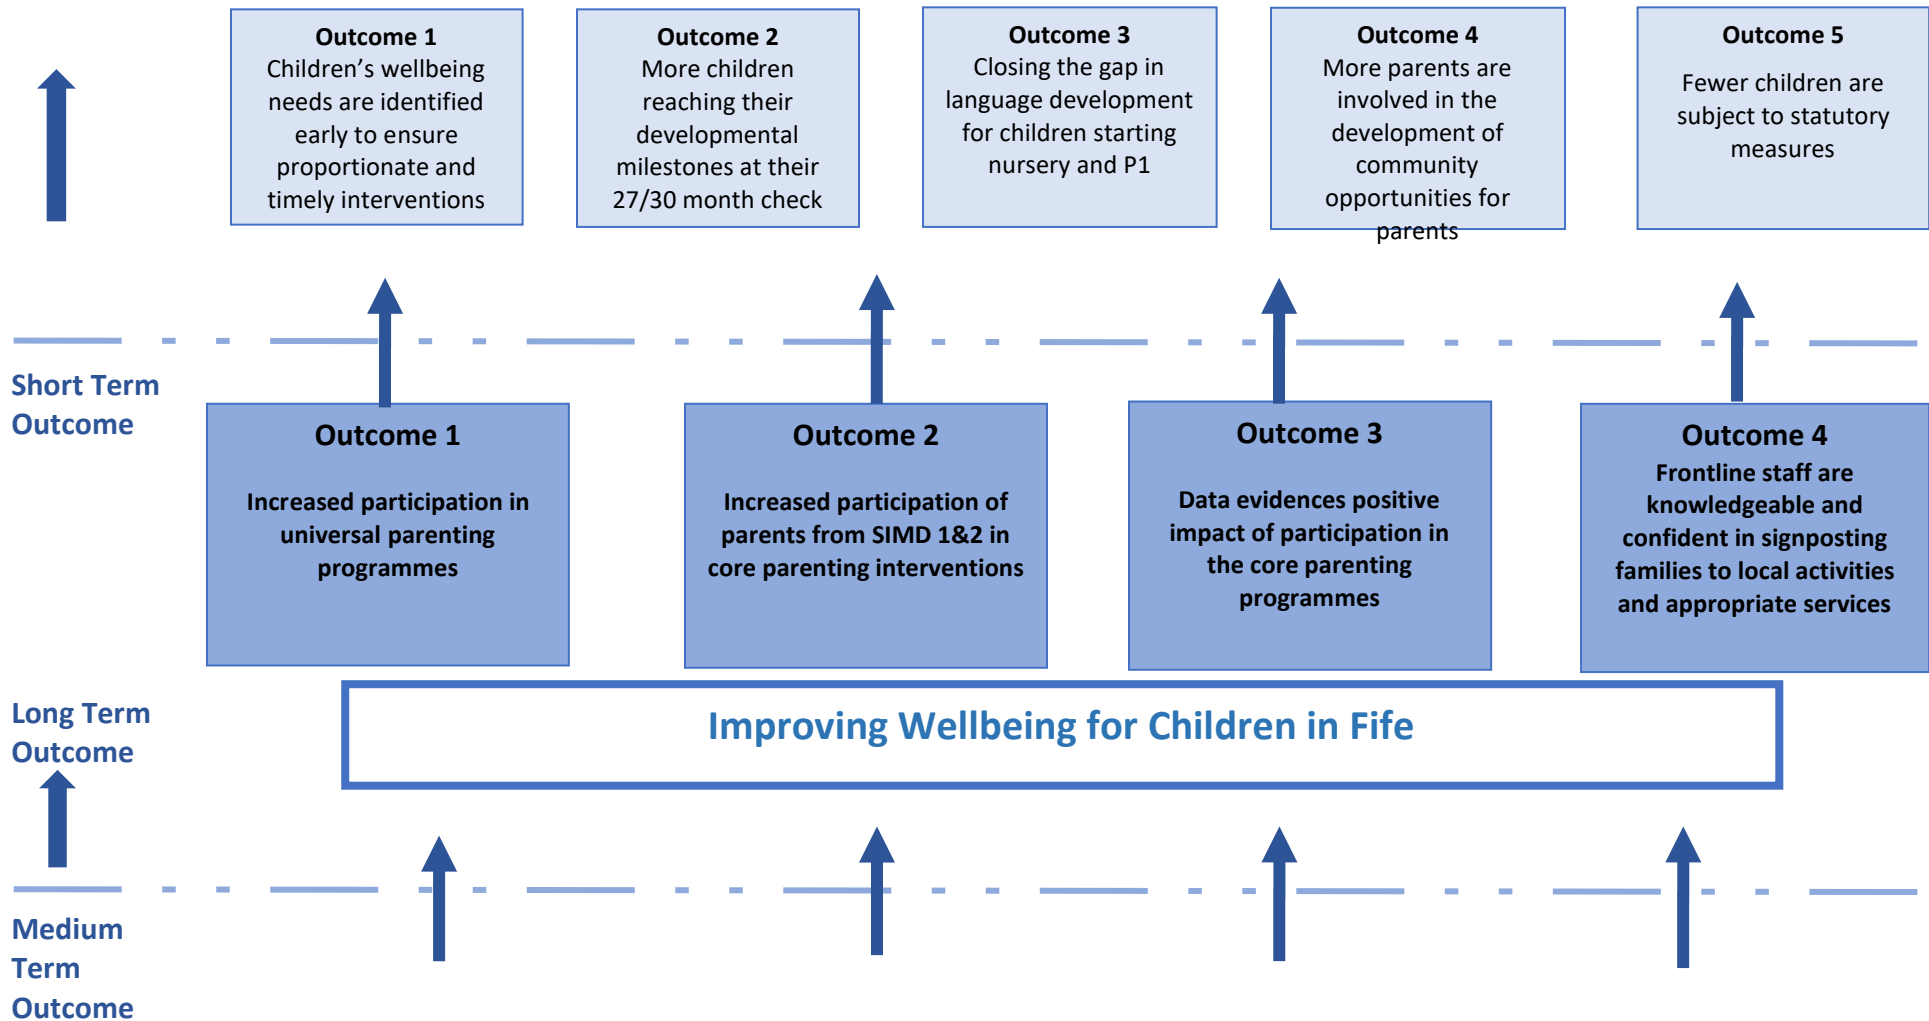 Outcome 1
Children’s wellbeing
needs are identified
early to ensure
proportionate and
timely interventions
Outcome 2
More children
reaching their
developmental
milestones at their
27/30 month check
Outcome 3
Closing the gap in
language development
for children starting
nursery and P1
Outcome 4
More parents are
involved in the
development of
community
opportunities for
parents
Outcome 5
Fewer children are
subject to statutory
measures
Short Term
Outcome
Outcome 1
Increased participation in
universal parenting
programmes
Outcome 2
Increased participation of
parents from SIMD 1&2 in
core parenting interventions
Outcome 3
Data evidences positive
impact of participation in
the core parenting
programmes
Outcome 4
Frontline staff are
knowledgeable and
confident in signposting
families to local activities
and appropriate services
Long Term
Outcome
Improving Wellbeing for Children in Fife
Medium
Term
Outcome